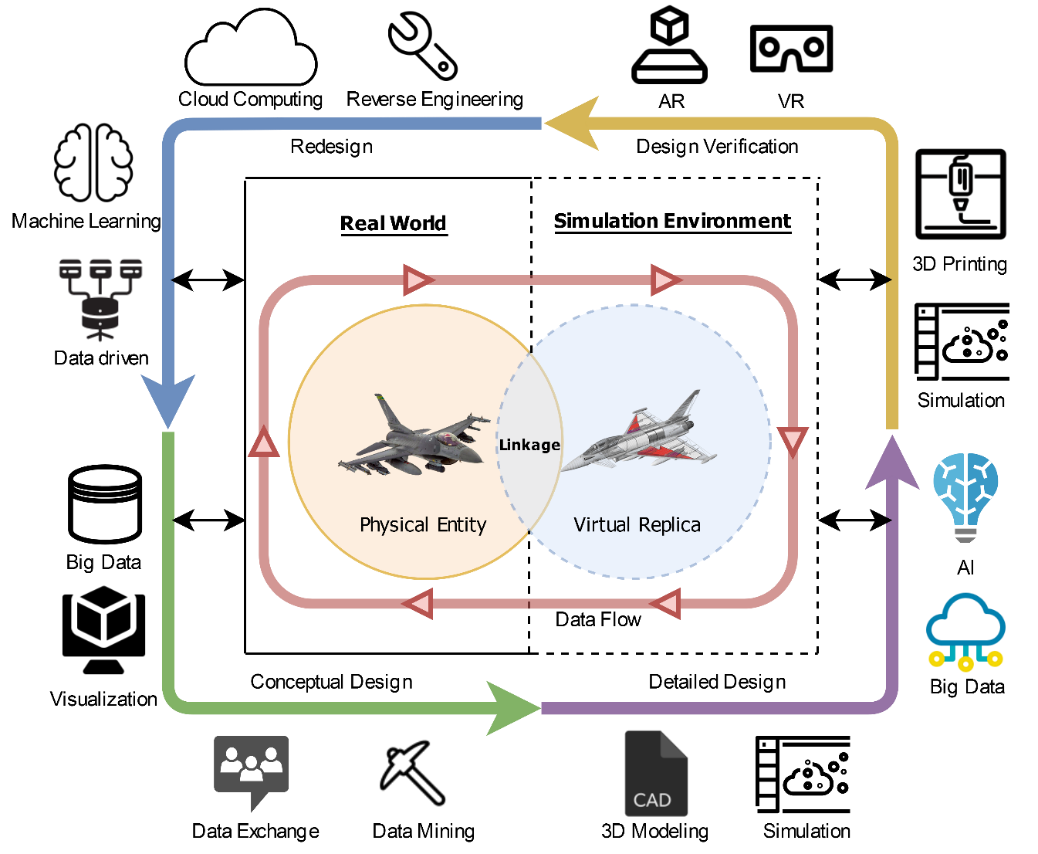 Cloud Computing
Reverse Engineering
AR
VR
Redesign
Design Verification
Machine Learning
Real World
Simulation Environment
3D Printing
Data driven
Simulation
Linkage
Physical Entity
Virtual Replica
Big Data
AI
Data Flow
Visualization
Conceptual Design
Detailed Design
Big Data
CAD
Data Exchange
Data Mining
3D Modeling
Simulation